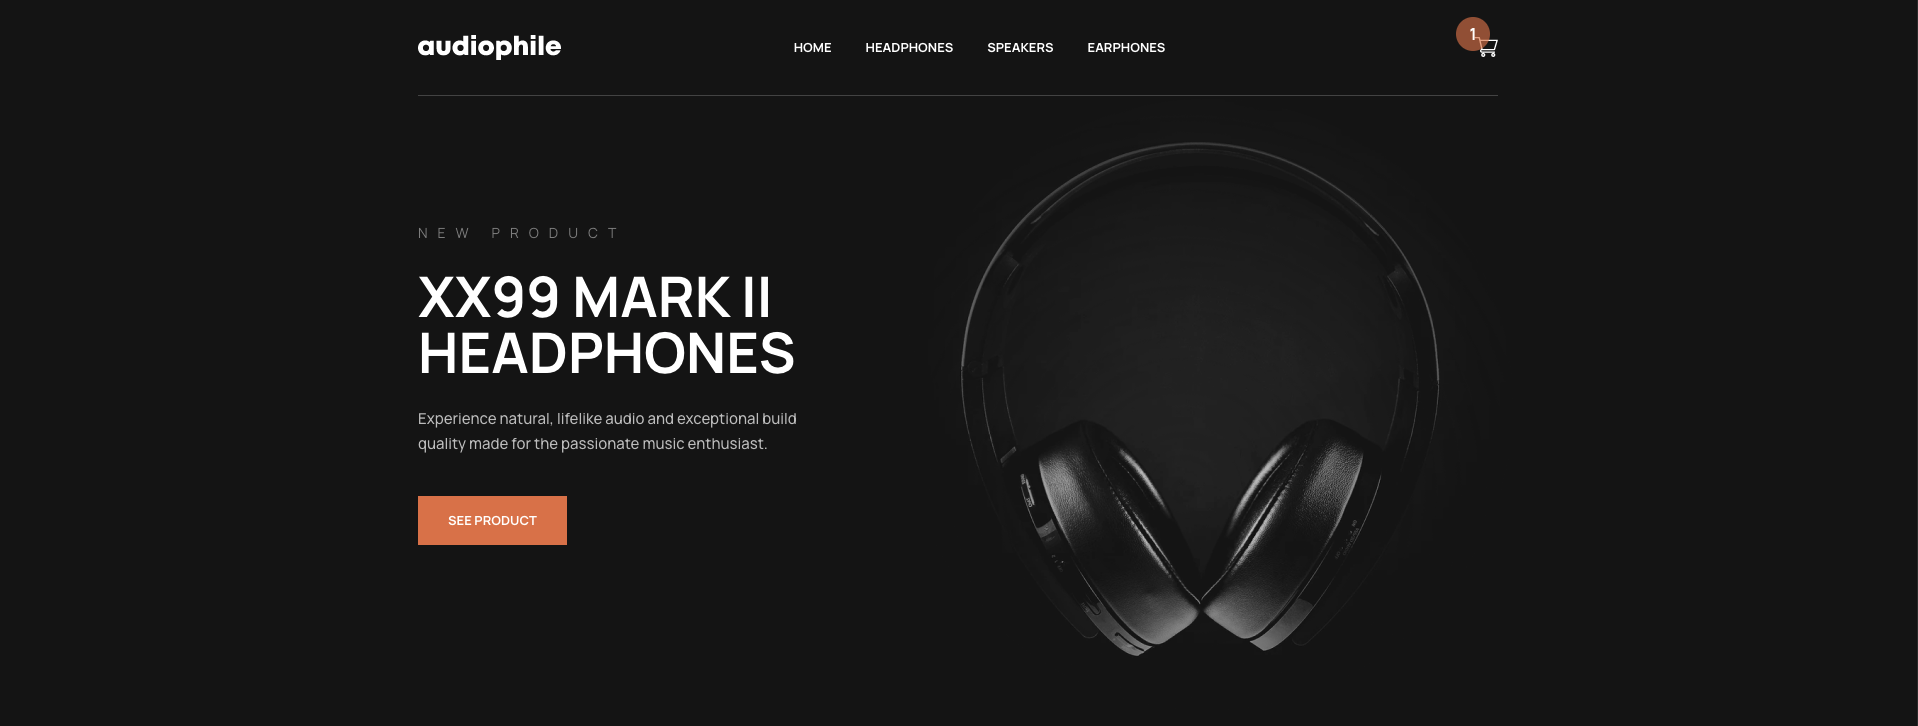 audiophile
HOME HEADPHONES SPEAKERS EARPHONES
1
NEW PRODUCT
XX99 MARK II
HEADPHONES
Experience natural, lifelike audio and exceptional build
quality made for the passionate music enthusiast.
SEE PRODUCT